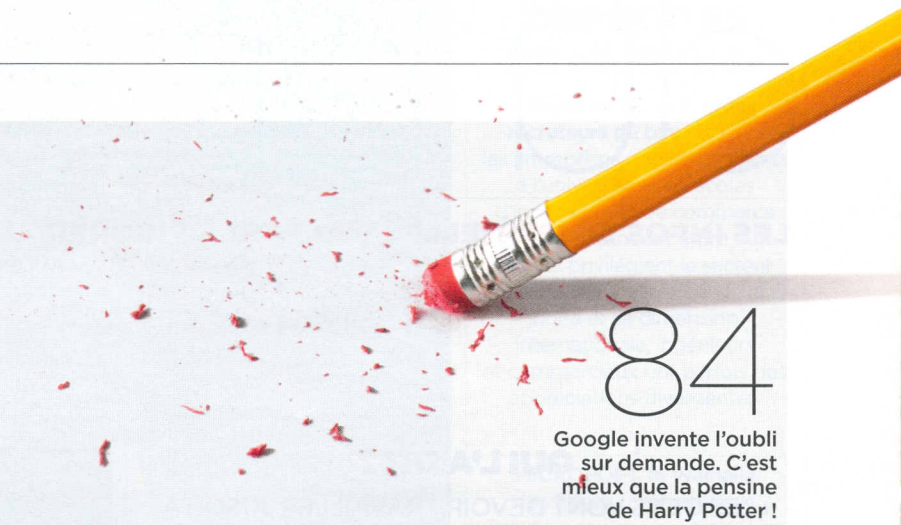 84
Google invente l’oubli
sur demande. C’est
mieux que la pensine
de Harry Potter !